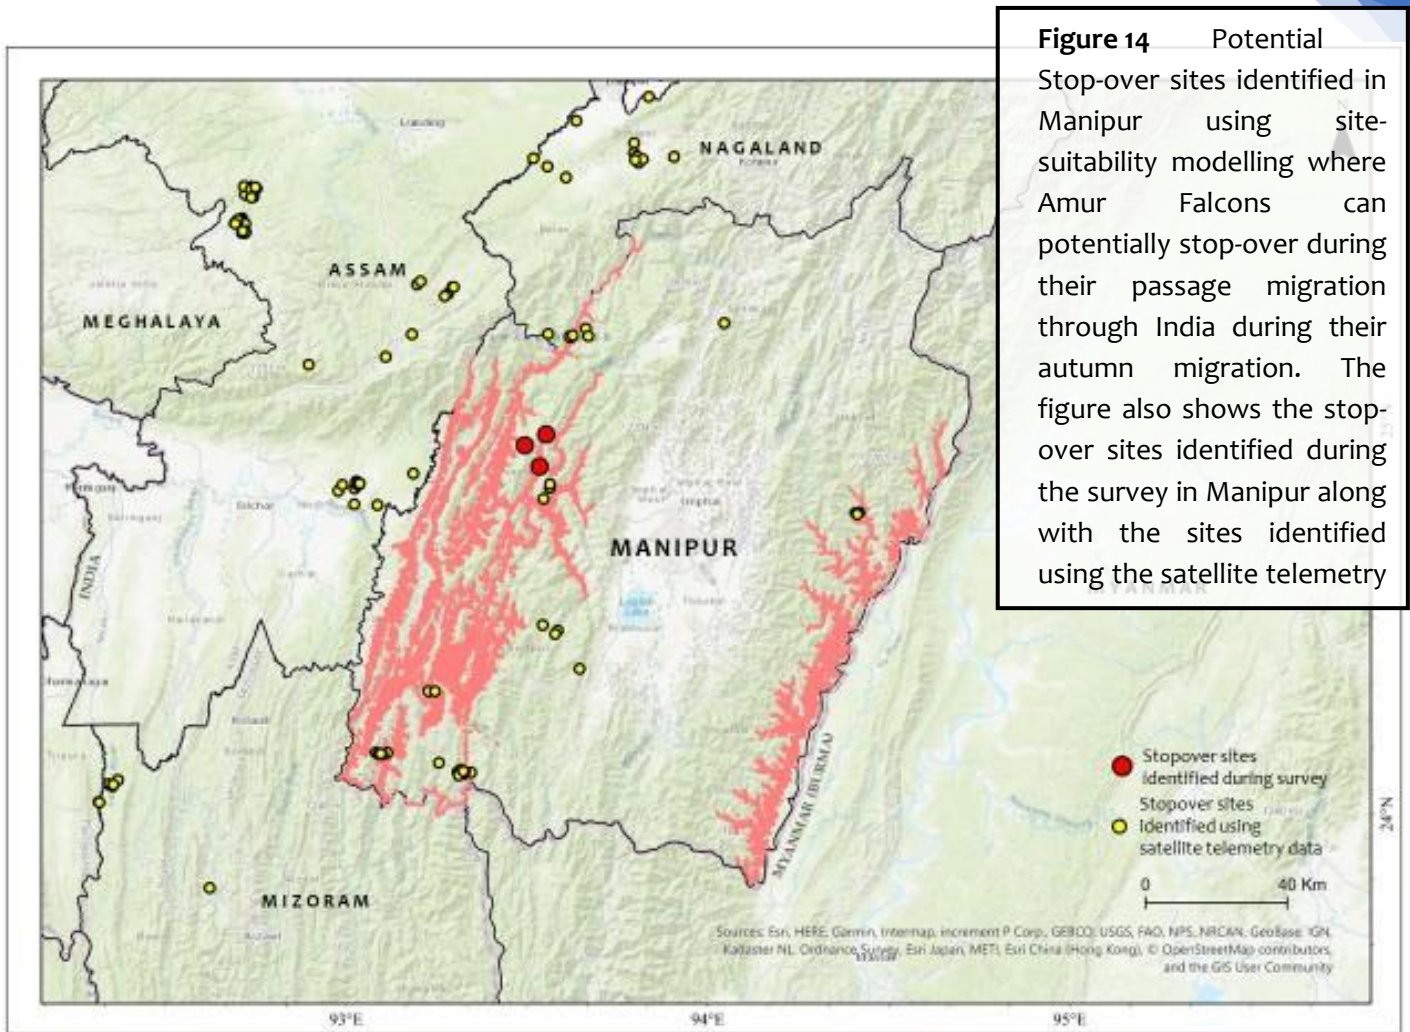 Figure 14 Potential
Stop-over sites identified in
Manipur using site-
suitability modelling where
Amur Falcons can
potentially stop-over during
their passage migration
through India during their
autumn migration. The
figure also shows the stop-
over sites identified during
the survey in Manipur along
with the sites identified
using the satellite telemetry
NAGALAND
Kohima
ASSAM
MEGHALAYA
Silchar
Imphal
MANIPUR
INDIA
MYANMAR
MYANMAR (BURMA)
MIZORAM
Stopover sites
identified during survey
Stopover sites
identified using
satellite telemetry data
0 40 Km
Sources: Esri, HERE, Garmin, Intermap, increment P Corp., GEBCO, USGS, FAO, NPS, NRCAN, GeoBase, IGN,
Kadaster NL, Ordnance Survey, Esri Japan, METI, Esri China (Hong Kong), © OpenStreetMap contributors,
and the GIS User Community
24°N
93°E
94°E
95°E